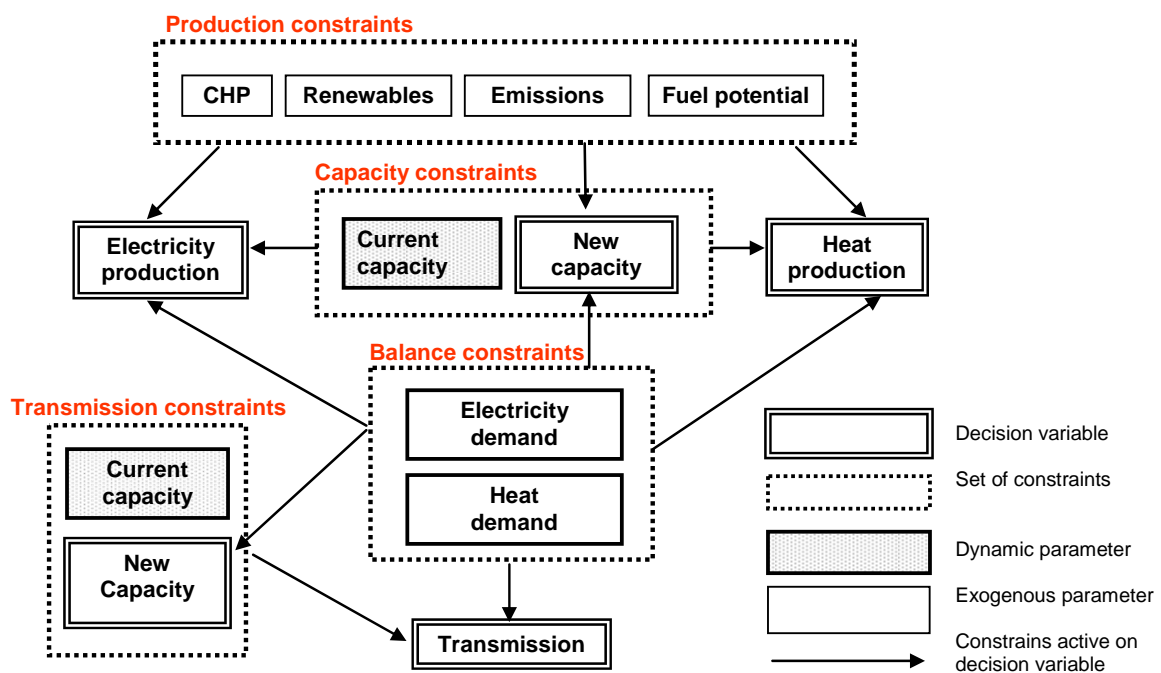 Production constraints
CHP
Renewables
Emissions
Fuel potential
Capacity constraints
Electricity
production
Current
capacity
New
capacity
Heat
production
Balance constraints
Electricity
demand
Heat
demand
Transmission constraints
Current
capacity
New
Capacity
Transmission
Decision variable
Set of constraints
Dynamic parameter
Exogenous parameter
Constrains active on
decision variable